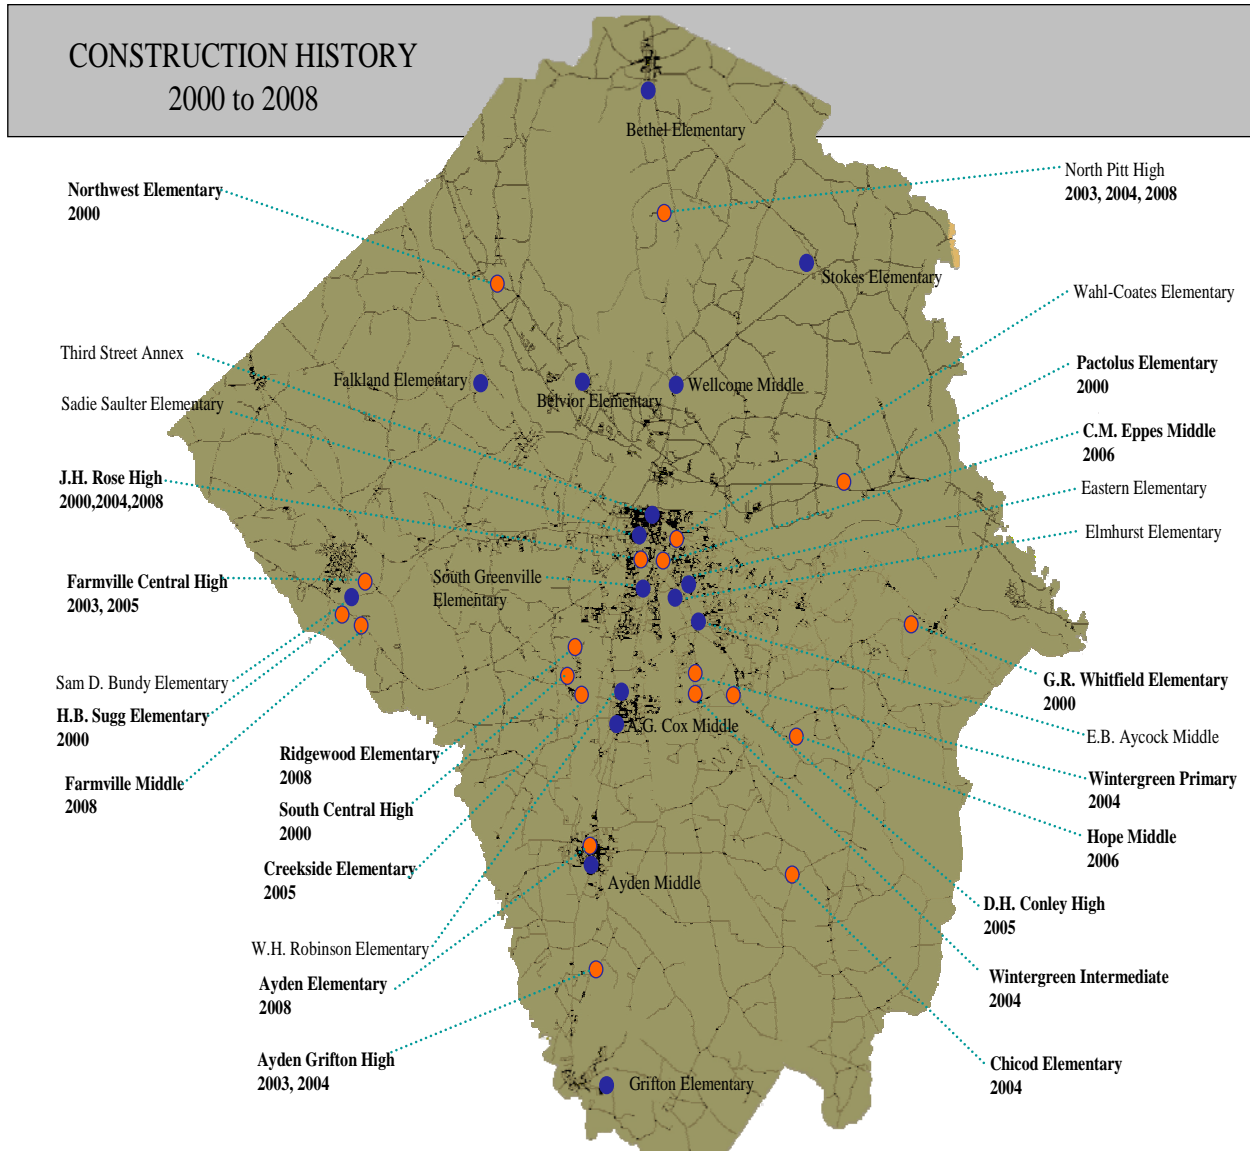 CONSTRUCTION HISTORY
2000 to 2008
Bethel Elementary
Northwest Elementary
2000
North Pitt High
2003, 2004, 2008
Stokes Elementary
Wahl-Coates Elementary
Third Street Annex
Falkland Elementary
Belvior Elementary
Wellcome Middle
Pactolus Elementary
2000
Sadie Saulter Elementary
C.M. Eppes Middle
2006
J.H. Rose High
2000,2004,2008
Eastern Elementary
Elmhurst Elementary
South Greenville
Elementary
Farmville Central High
2003, 2005
Sam D. Bundy Elementary
G.R. Whitfield Elementary
2000
H.B. Sugg Elementary
2000
A.G. Cox Middle
E.B. Aycock Middle
Ridgewood Elementary
2008
Farmville Middle
2008
Wintergreen Primary
2004
South Central High
2000
Hope Middle
2006
Creekside Elementary
2005
Ayden Middle
D.H. Conley High
2005
W.H. Robinson Elementary
Ayden Elementary
2008
Wintergreen Intermediate
2004
Ayden Grifton High
2003, 2004
Chicod Elementary
2004
Grifton Elementary